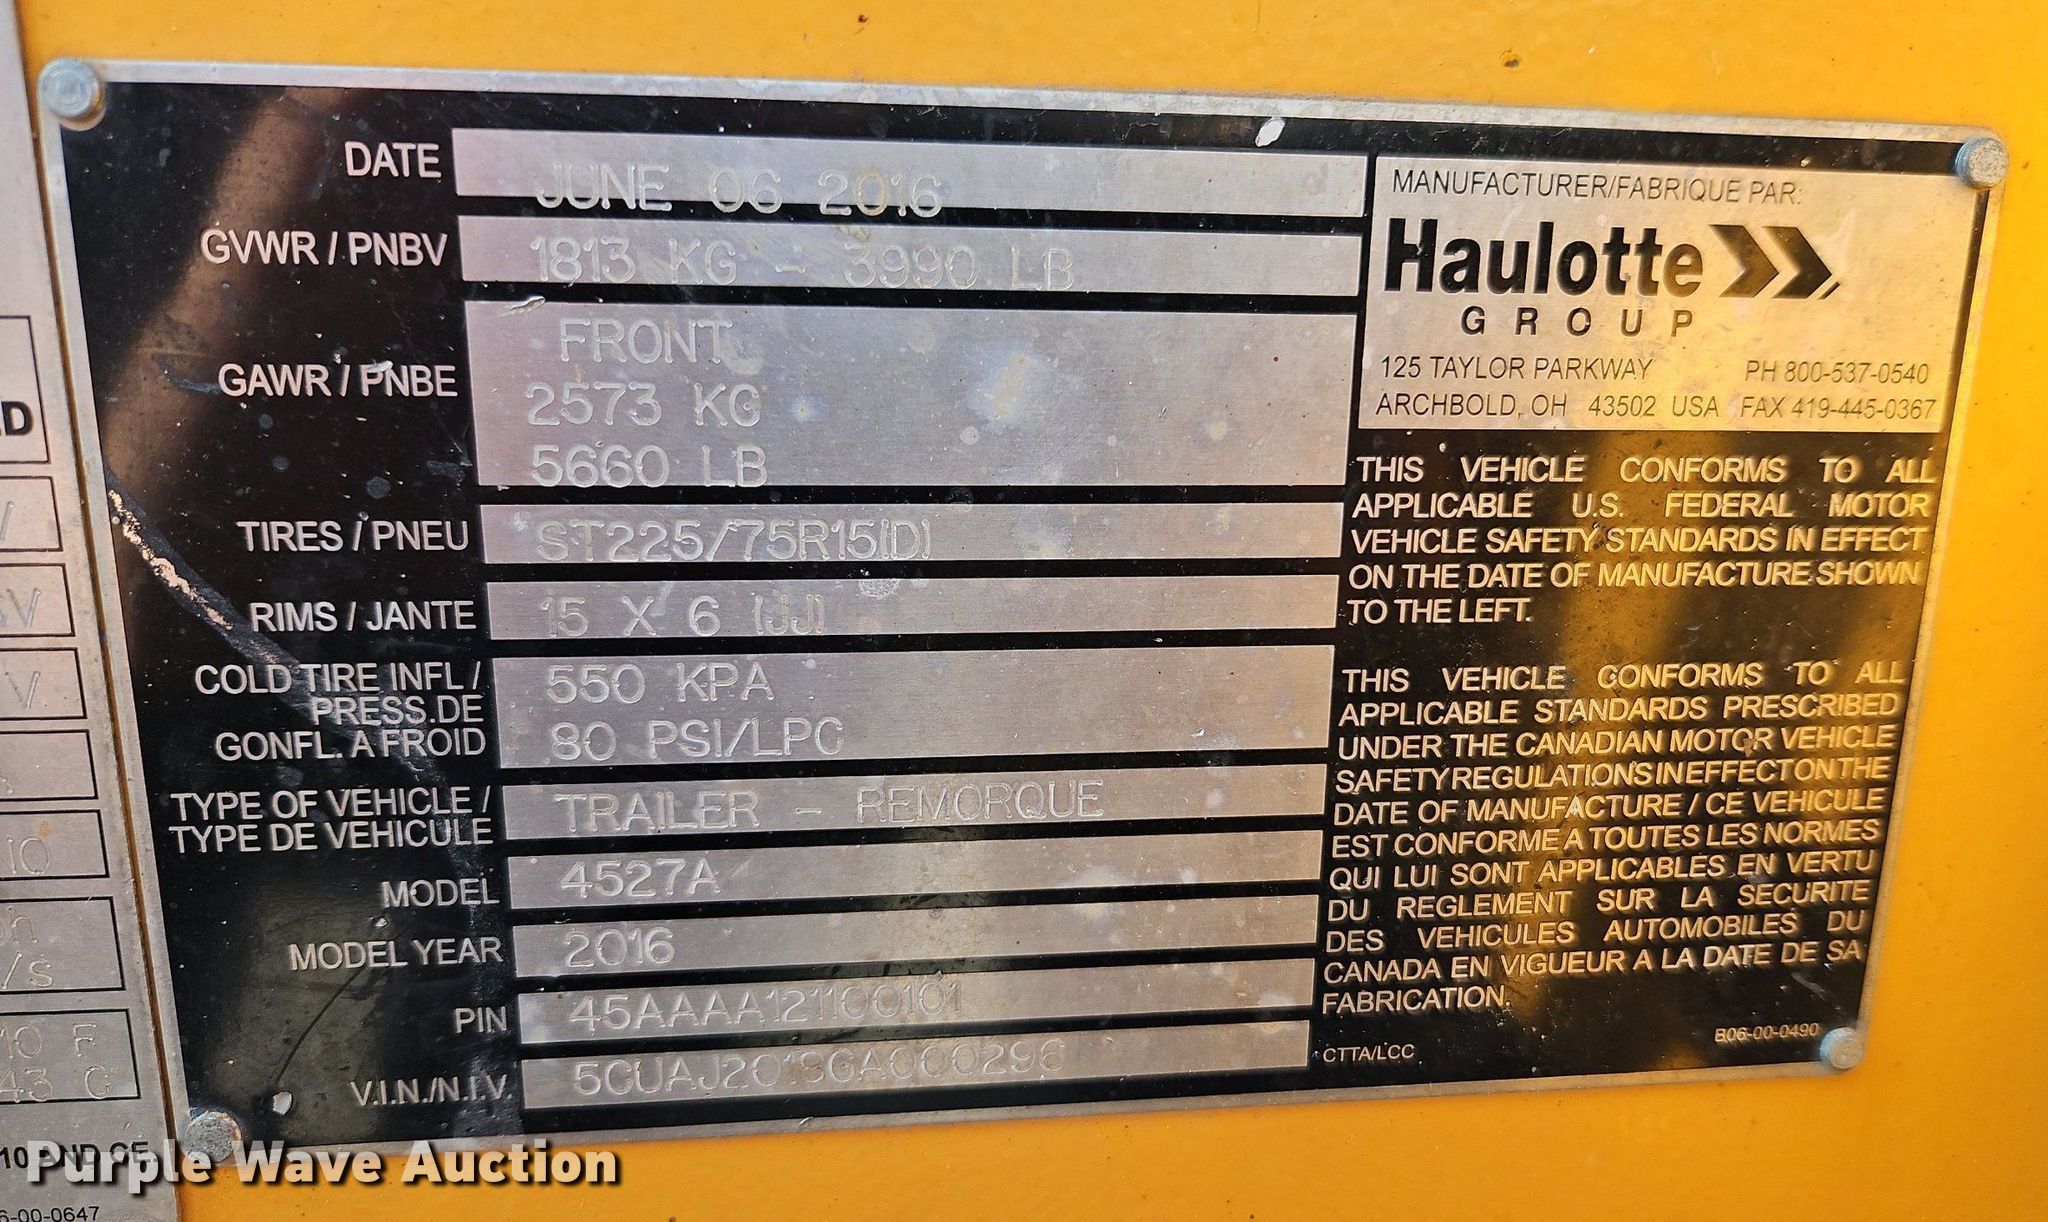 DATE JUNE 06 2016
GVWR / PNBV 1813 KG - 3990 LB
GAWR / PNBE FRONT
2573 KG
5660 LB
TIRES / PNEU ST225/75R15(D)
RIMS / JANTE 15 X 6 (JJ)
COLD TIRE INFL / PRESS.DE GONFL. A FROID 550 KPA
80 PSI/LPC
TYPE OF VEHICLE / TYPE DE VEHICULE TRAILER - REMORQUE
MODEL 4527A
MODEL YEAR 2016
PIN 45AAAA121100101
V.I.N./N.I.V.
MANUFACTURER/FABRIQUE PAR:
Haulotte
GROUP
125 TAYLOR PARKWAY PH 800-537-0540
ARCHBOLD, OH 43502 USA FAX 419-445-0367
THIS VEHICLE CONFORMS TO ALL
APPLICABLE U.S. FEDERAL MOTOR
VEHICLE SAFETY STANDARDS IN EFFECT
ON THE DATE OF MANUFACTURE SHOWN
TO THE LEFT.
THIS VEHICLE CONFORMS TO ALL
APPLICABLE STANDARDS PRESCRIBED
UNDER THE CANADIAN MOTOR VEHICLE
SAFETY REGULATIONS IN EFFECT ON THE
DATE OF MANUFACTURE / CE VEHICULE
EST CONFORME A TOUTES LES NORMES
QUI LUI SONT APPLICABLES EN VERTU
DU REGLEMENT SUR LA SECURITE
DES VEHICULES AUTOMOBILES DU
CANADA EN VIGUEUR A LA DATE DE SA
FABRICATION.
CTTA/LCC B06-00-0490
10 F
43 C
AND CE
6-00-0647
Purple Wave Auction